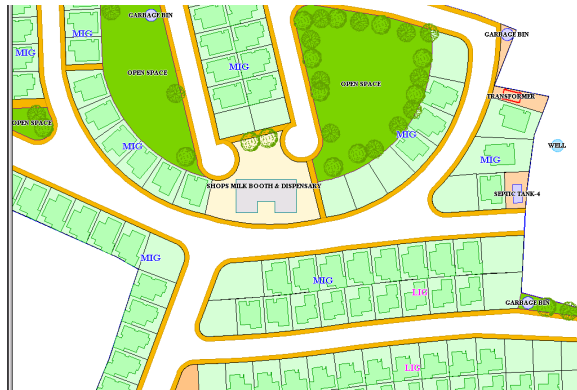 GARBAGE BIN
MIG
GARBAGE BIN
MIG
MIG
OPEN SPACE
OPEN SPACE
TRANSFORMER
OPEN SPACE
MIG
MIG
WELL
MIG
SHOPS MILK BOOTH & DISPENSARY
SEPTIC TANK-4
MIG
MIG
LIG
GARBAGE BIN
LIG